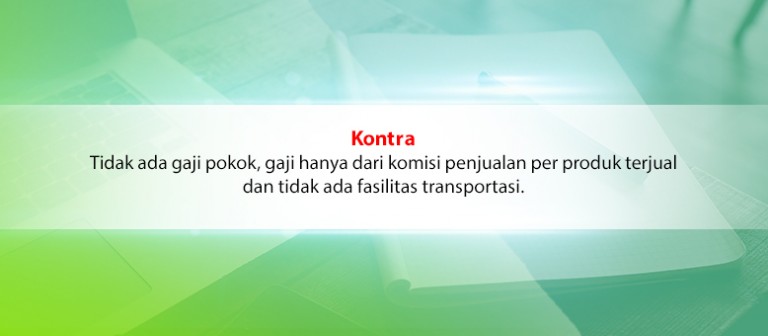 Kontra
Tidak ada gaji pokok, gaji hanya dari komisi penjualan per produk terjual
dan tidak ada fasilitas transportasi.